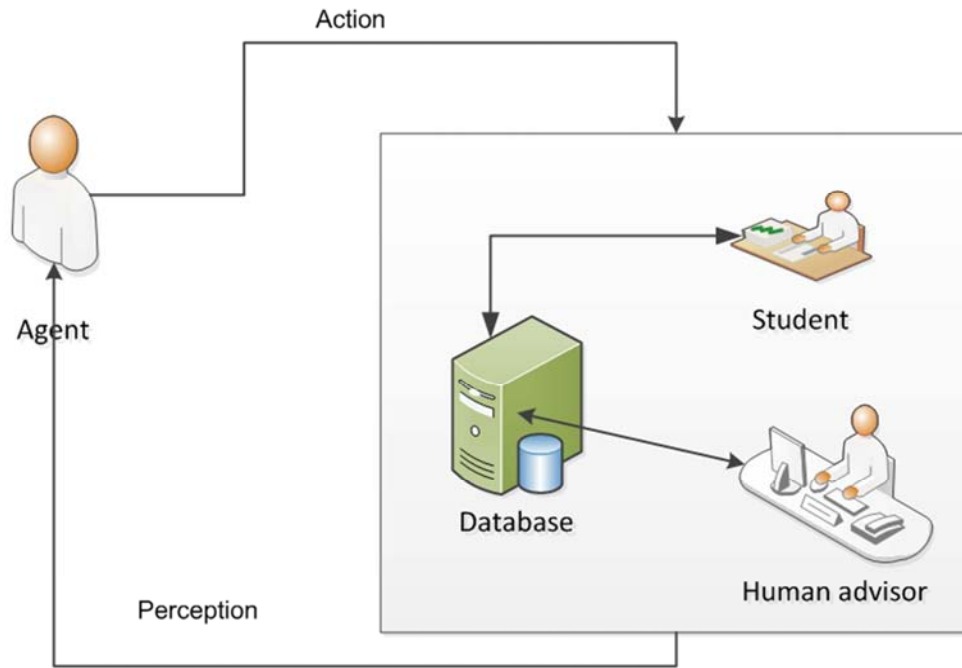 Action
Agent
Student
Database
Human advisor
Perception